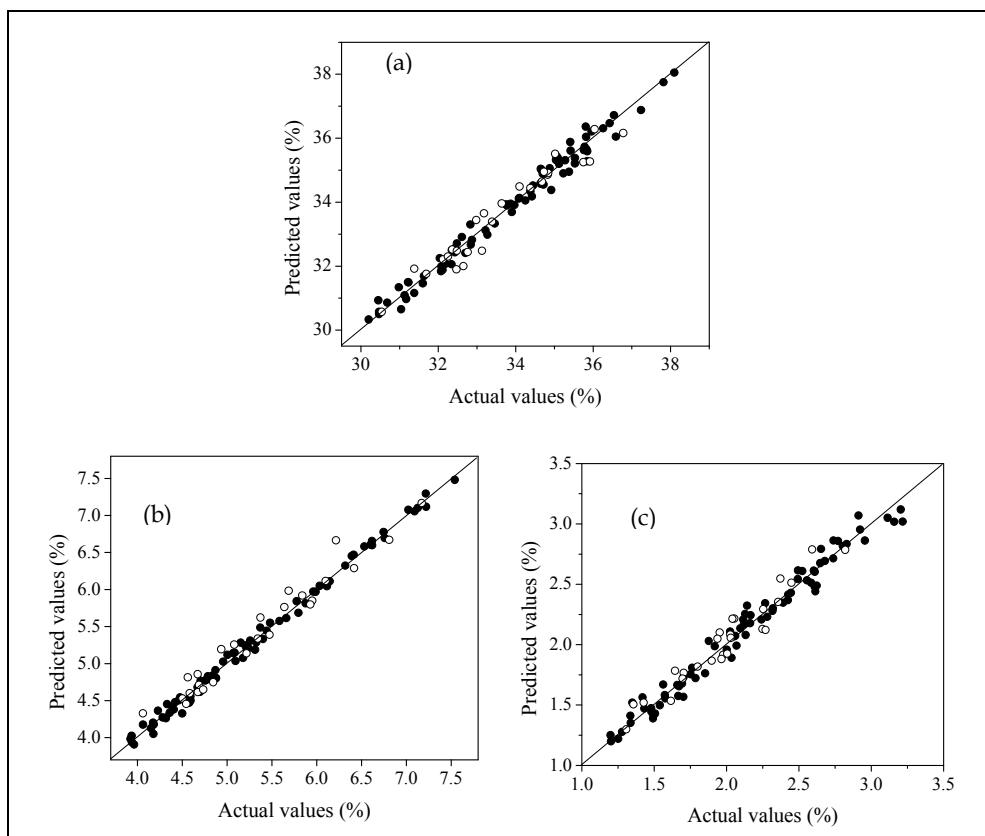 (a)
38
36
34
32
30
Predicted values (%)
30 32 34 36 38
Actual values (%)
(b)
7.5
7.0
6.5
6.0
5.5
5.0
4.5
4.0
Predicted values (%)
4.0 4.5 5.0 5.5 6.0 6.5 7.0 7.5
Actual values (%)
(c)
3.5
3.0
2.5
2.0
1.5
1.0
Predicted values (%)
1.0 1.5 2.0 2.5 3.0 3.5
Actual values (%)